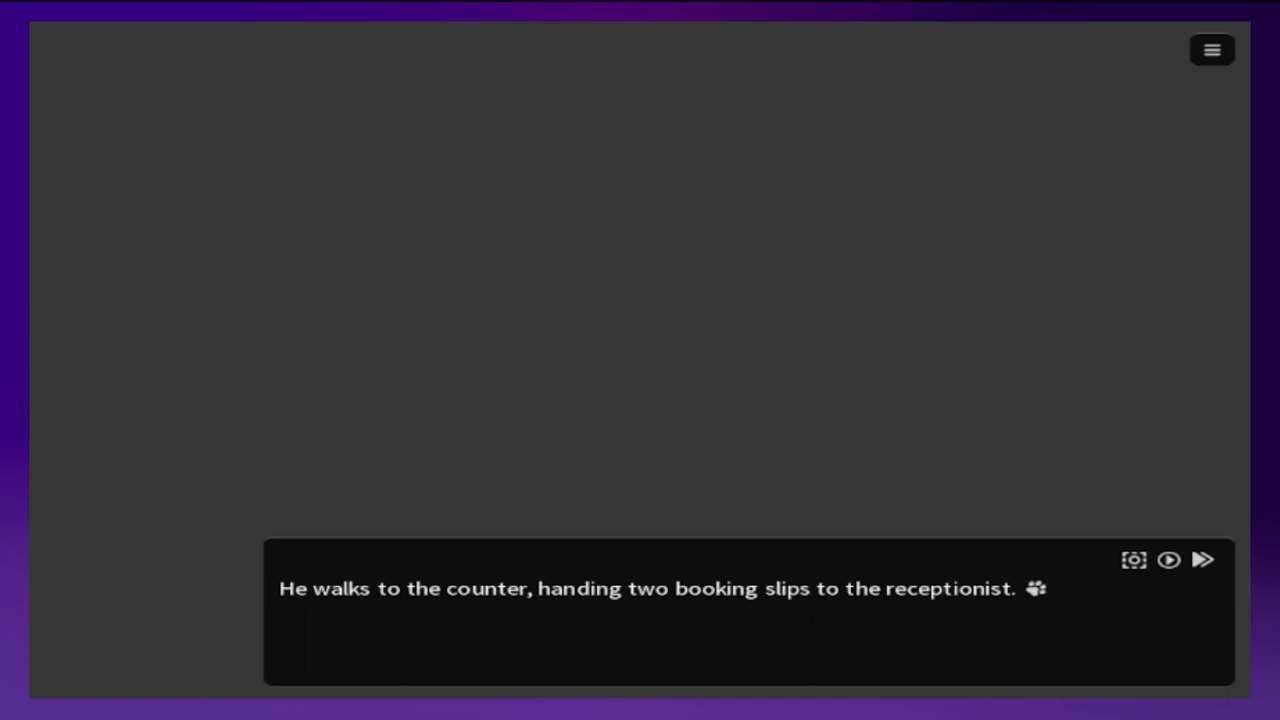 He walks to the counter, handing two booking slips to the receptionist.